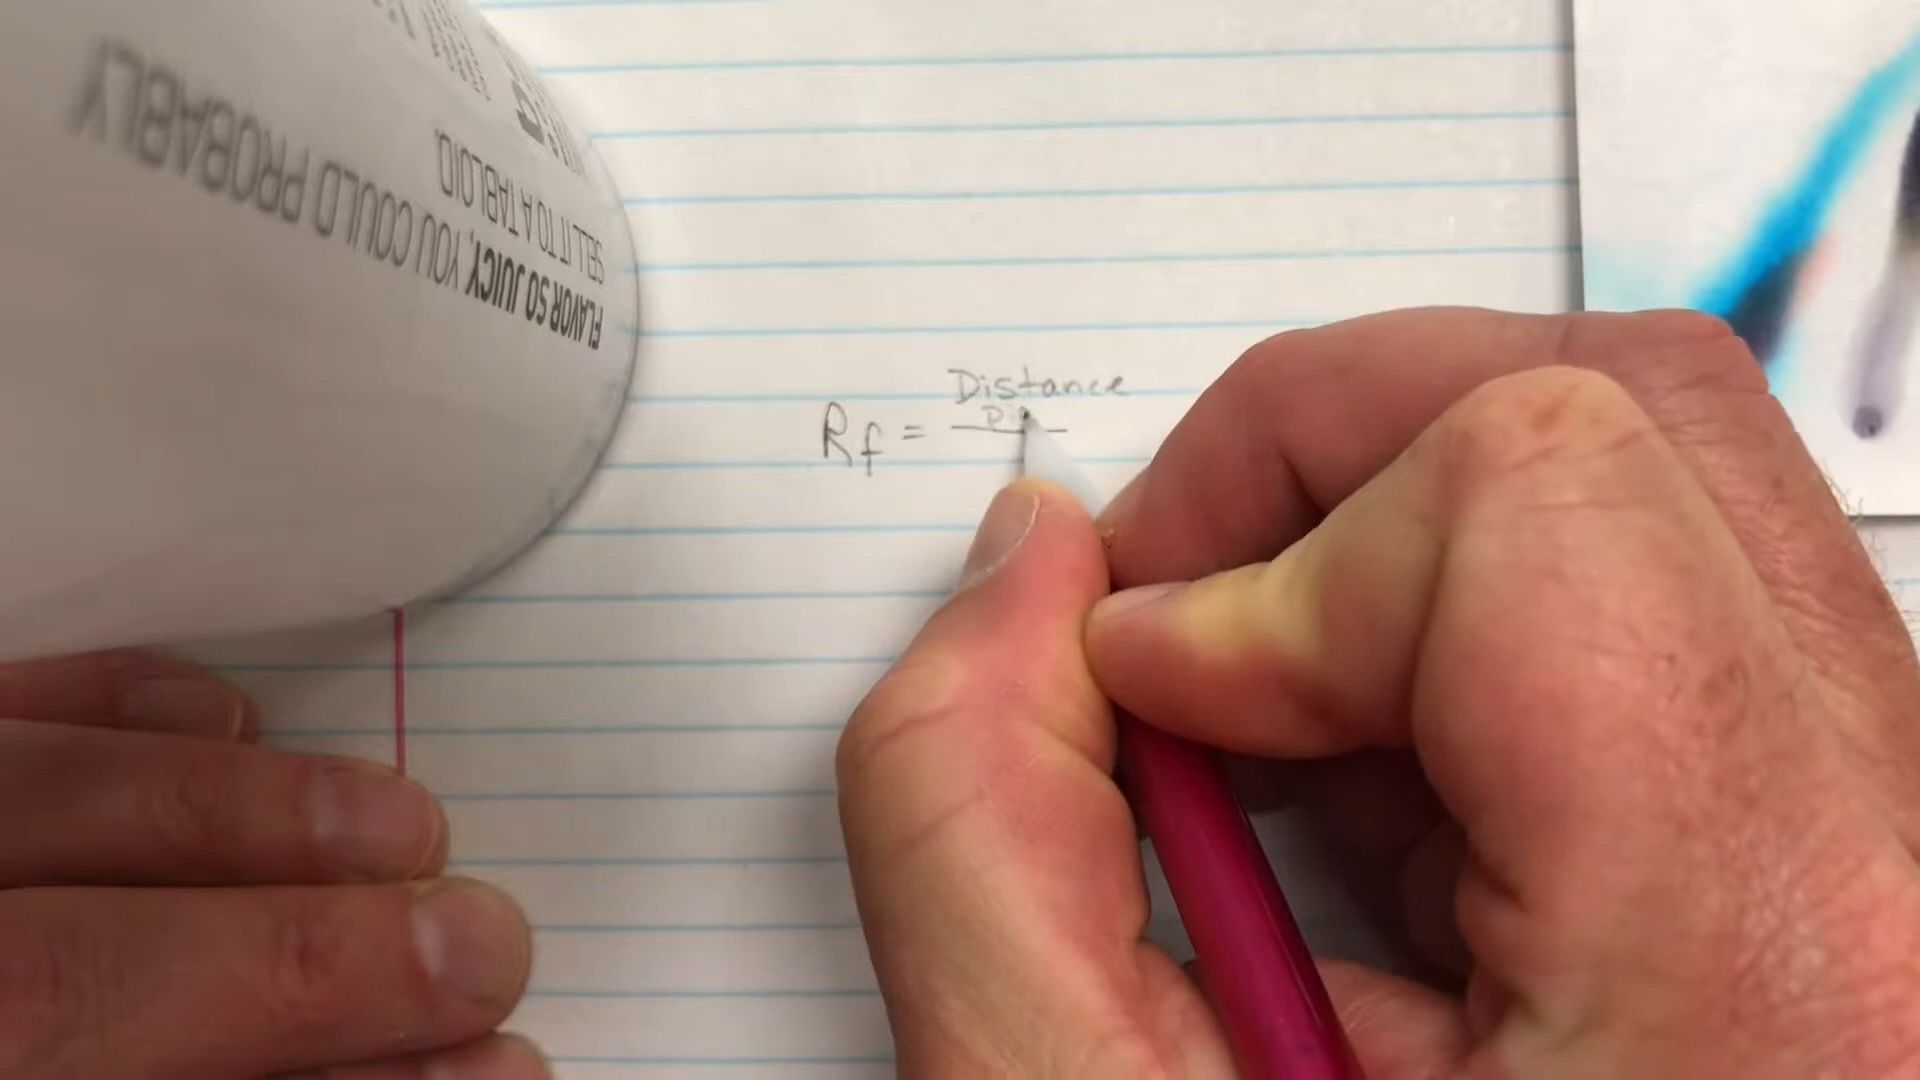 FLAVOR SO JUICY, YOU COULD PROBABLY
SELL IT TO A TABLOID.
Distance
Rf =